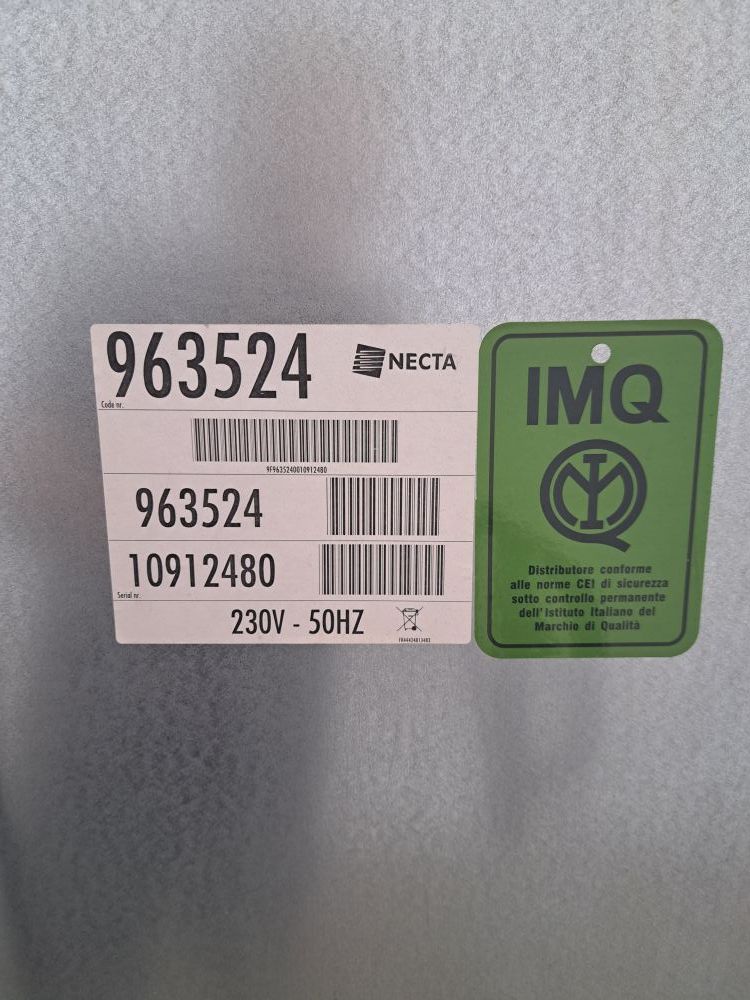 963524
NECTA
Code nr.
9F9635240010912480
963524
10912480
Serial nr.
230V - 50HZ
IMQ
Distributore conforme
alle norme CEI di sicurezza
sotto controllo permanente
dell'Istituto Italiano del
Marchio di Qualità